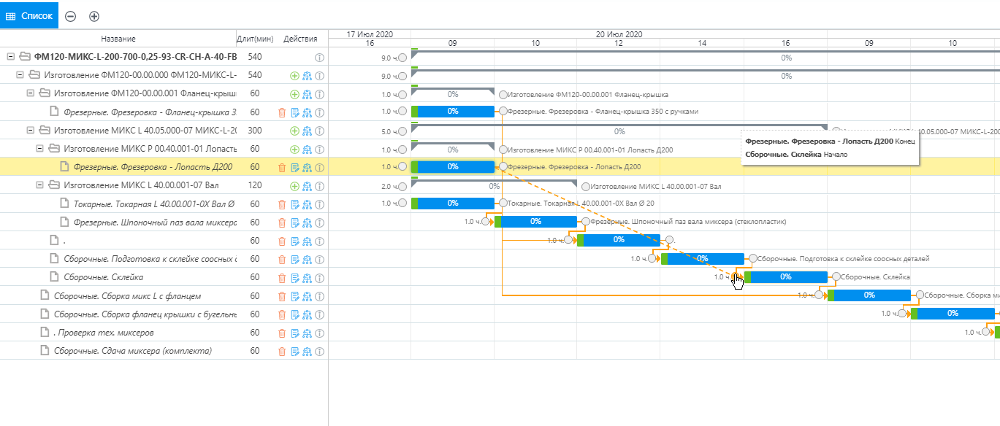 Список
Название Длит(мин) Действия
17 Июл 2020 20 Июл 2020
16 09 10 12 14 16 09 10
ФМ120-МИКС-L-200-700-0,25-93-CR-CH-A-40-FB 540 9.0 ч. 0%
Изготовление ФМ120-00.00.000 ФМ120-МИКС-L- 540 9.0 ч. 0%
Изготовление ФМ120-00.00.001 Фланец-крыш 60 1.0 ч. 0% Изготовление ФМ120-00.00.001 Фланец-крышка
Фрезерные. Фрезеровка - Фланец-крышка 3 60 1.0 ч. 0% Фрезерные. Фрезеровка - Фланец-крышка 350 с ручками
Изготовление МИКС L 40.05.000-07 МИКС-L-20 300 5.0 ч. 0% 40.05.000-07 МИКС-L-200
Фрезерные. Фрезеровка - Лопасть Д200 Конец
Сборочные. Склейка Начало
Изготовление МИКС Р 00.40.001-01 Лопасть 60 1.0 ч. 0% Изготовление МИКС Р 00.40.001-01 Лопасть Д200
Фрезерные. Фрезеровка - Лопасть Д200 60 1.0 ч. 0% Фрезерные. Фрезеровка - Лопасть Д200
Изготовление МИКС L 40.00.001-07 Вал 120 2.0 ч. 0% Изготовление МИКС L 40.00.001-07 Вал
Токарные. Токарная L 40.00.001-0X Вал Ø 60 1.0 ч. 0% Токарные. Токарная L 40.00.001-0X Вал Ø 20
Фрезерные. Шпоночный паз вала миксера 60 1.0 ч. 0% Фрезерные. Шпоночный паз вала миксера (стеклопластик)
. 60 1.0 ч. 0% .
Сборочные. Подготовка к склейке соосных 60 1.0 ч. 0% Сборочные. Подготовка к склейке соосных деталей
Сборочные. Склейка 60 1.0 ч. 0% Сборочные. Склейка
Сборочные. Сборка микс L с фланцем 60 1.0 ч. 0% Сборочные. Сборка ми
Сборочные. Сборка фланец крышки с бугельн 60 1.0 ч. 0%
. Проверка тех. миксеров 60 1.0 ч.
Сборочные. Сдача миксера (комплекта) 60